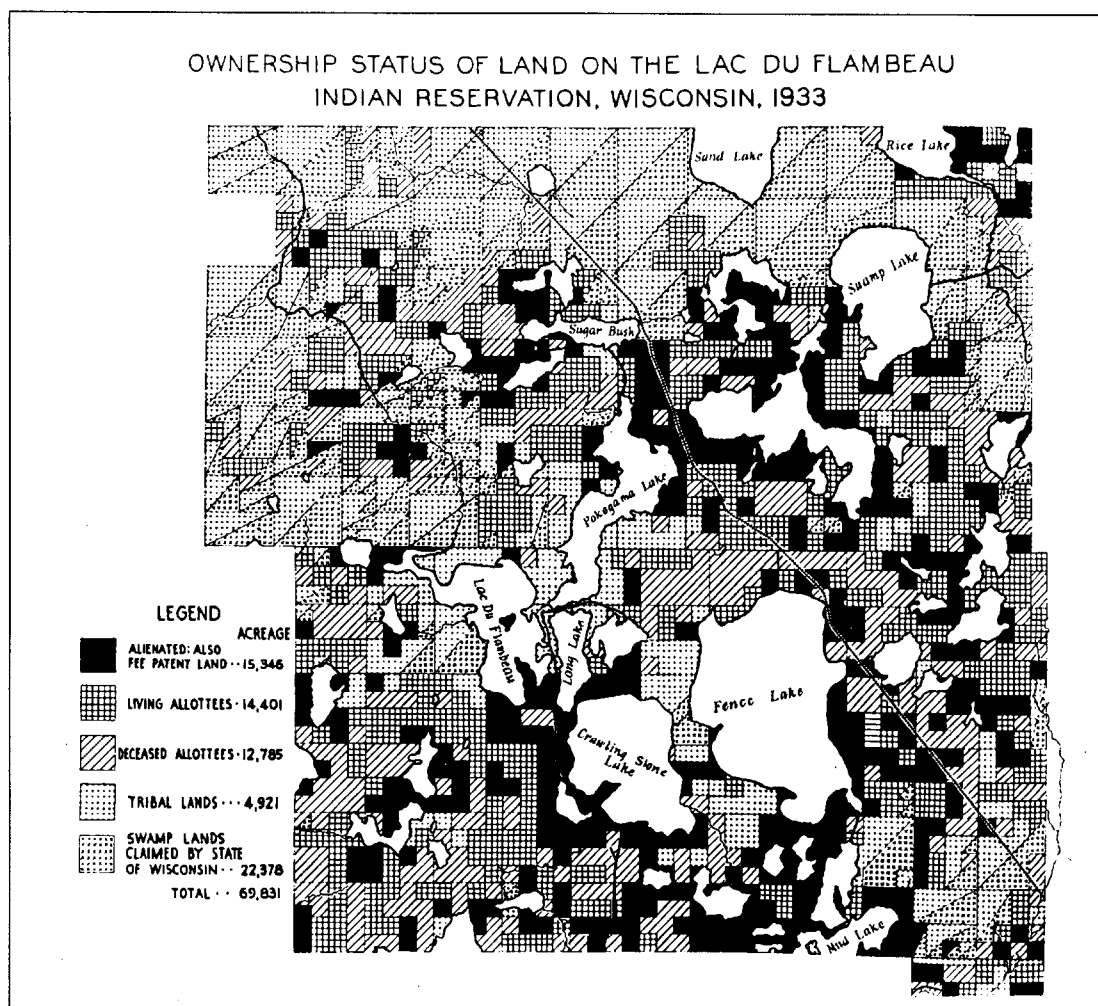 OWNERSHIP STATUS OF LAND ON THE LAC DU FLAMBEAU
INDIAN RESERVATION, WISCONSIN, 1933
Sand Lake
Rice Lake
Swamp Lake
Sugar Bush
Pokegama Lake
Lac Du Flambeau
Long Lake
Fence Lake
Crawling Stone
Lake
Mud Lake
LEGEND
ACREAGE
ALIENATED: ALSO
FEE PATENT LAND · · 15,346
LIVING ALLOTTEES · 14,401
DECEASED ALLOTTEES · 12,785
TRIBAL LANDS · · · 4,921
SWAMP LANDS
CLAIMED BY STATE
OF WISCONSIN · · 22,378
TOTAL · · 69,831